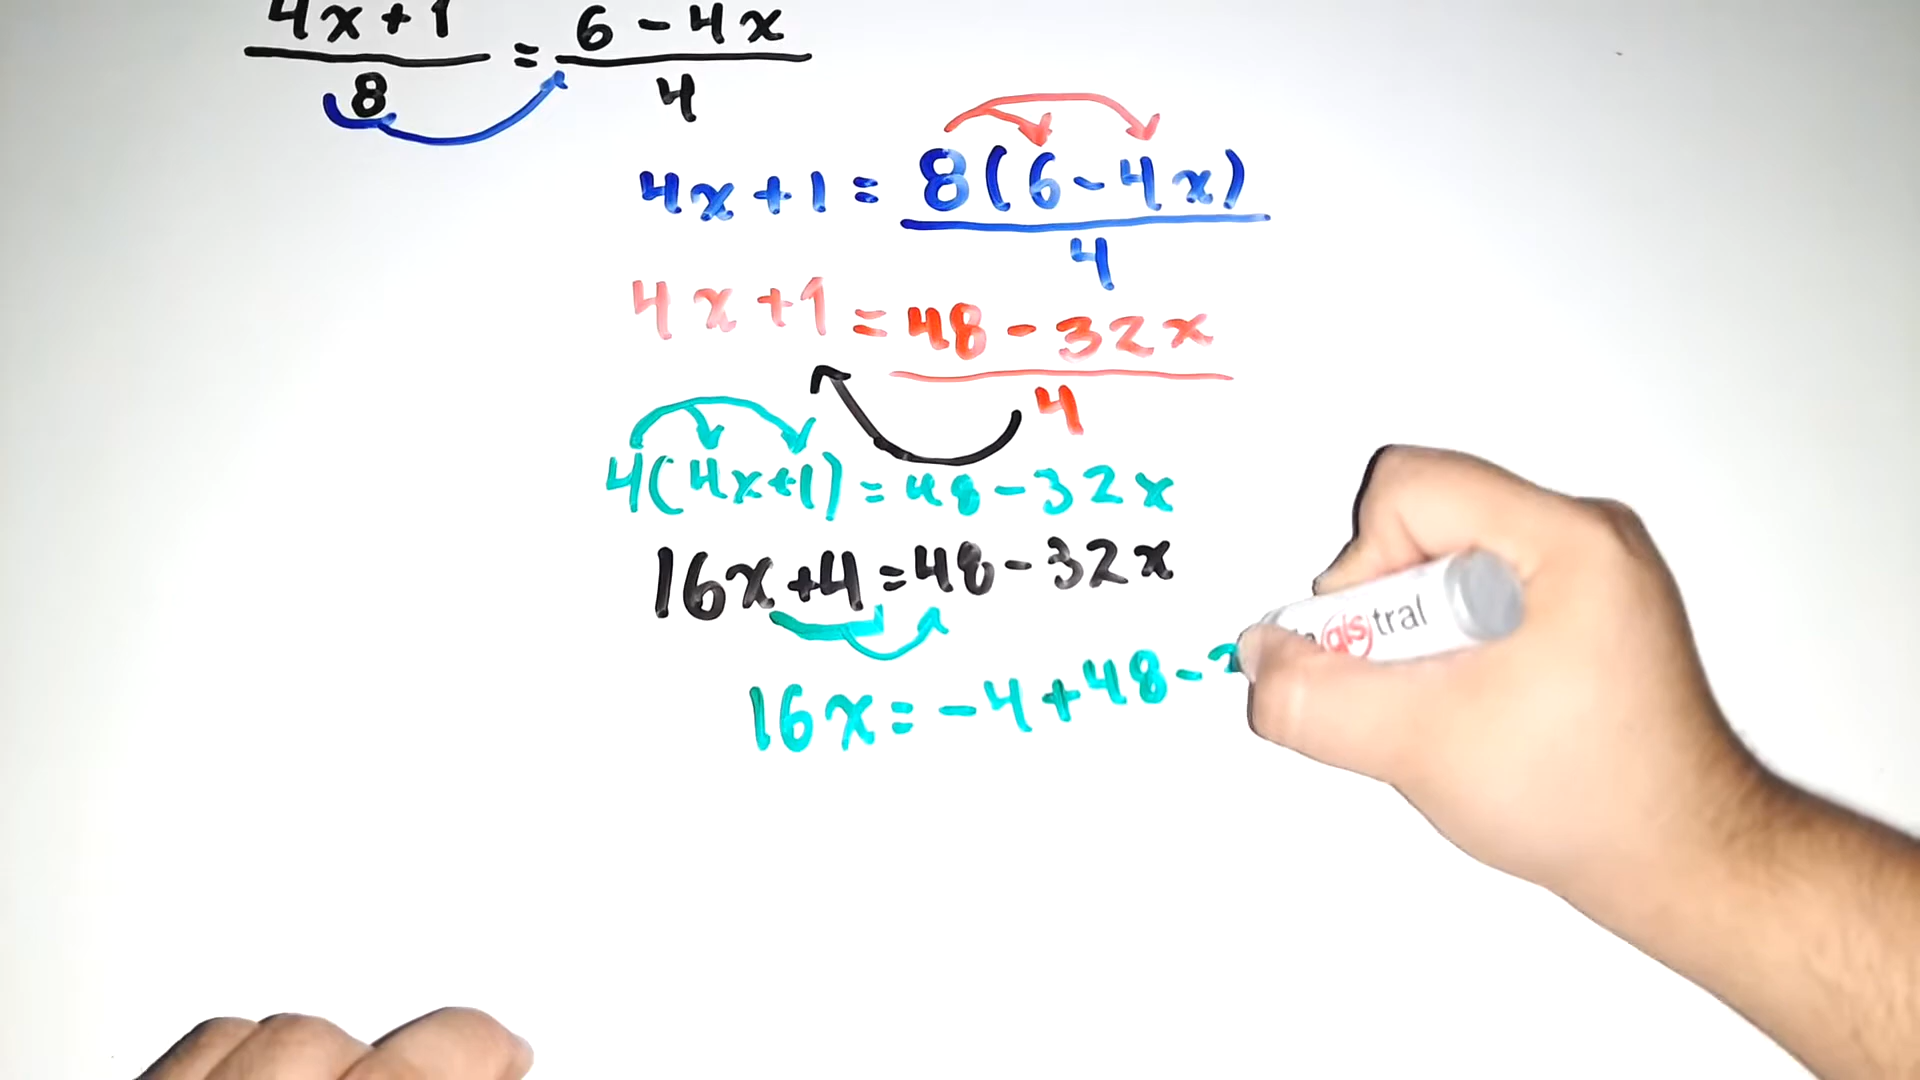 4x+1 = 6-4x
8 4
4x+1 = 8(6-4x)
4
4x+1 = 48-32x
4
4(4x+1)=48-32x
16x+4=48-32x
16x=-4+48-